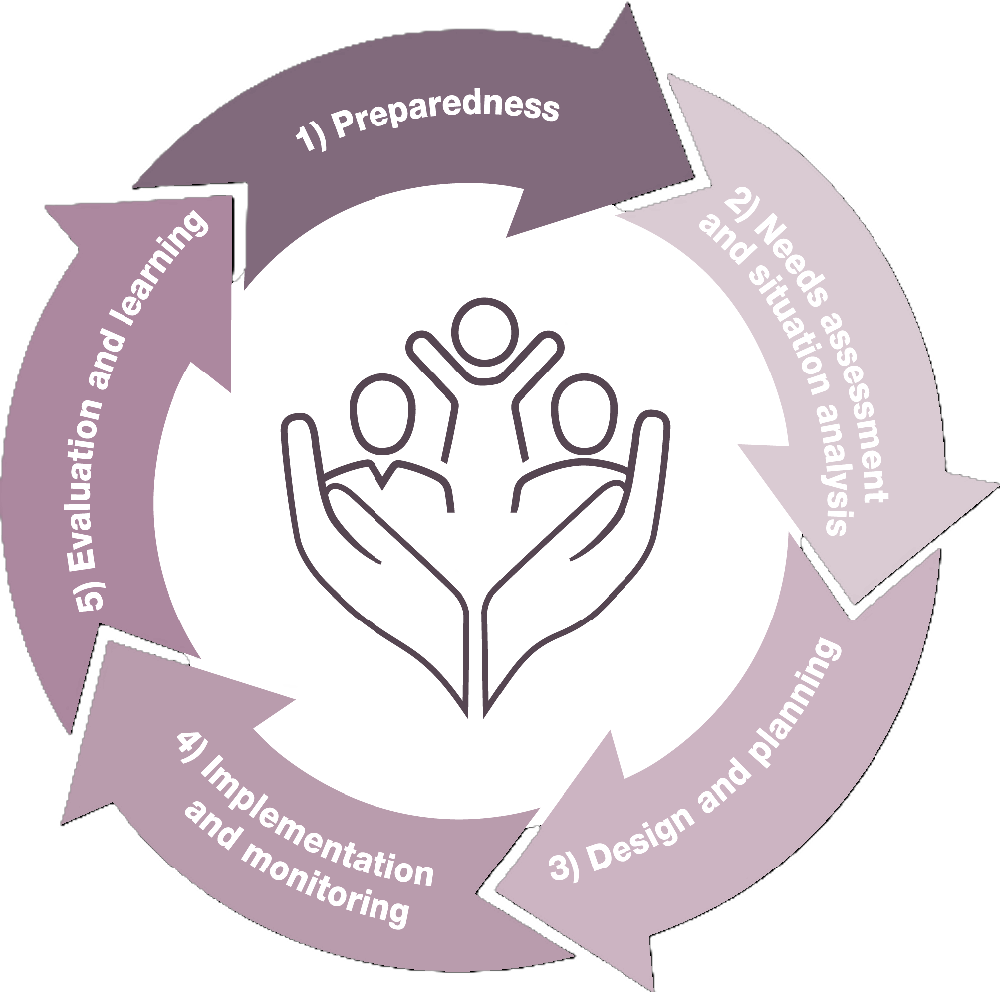 1) Preparedness
2) Needs assessment
and situation analysis
3) Design and planning
4) Implementation
and monitoring
5) Evaluation and learning